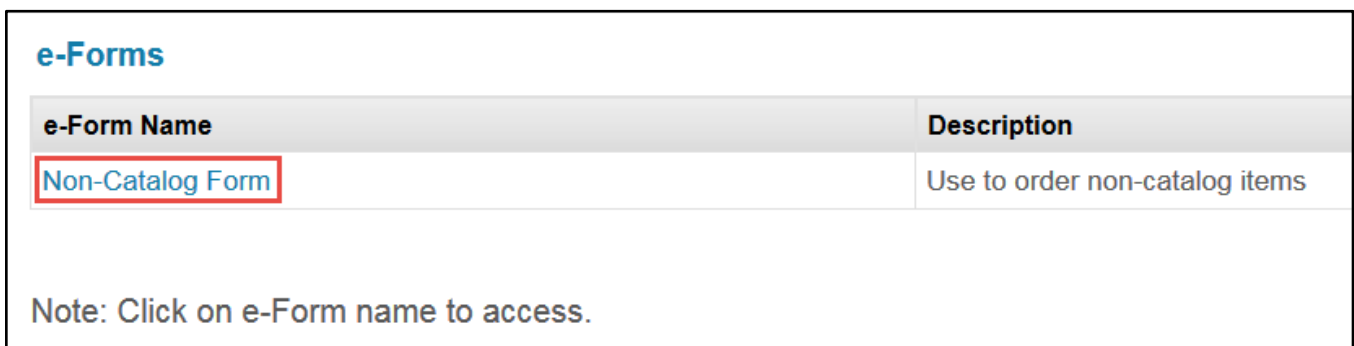 e-Forms
e-Form Name Description
Non-Catalog Form Use to order non-catalog items
Note: Click on e-Form name to access.